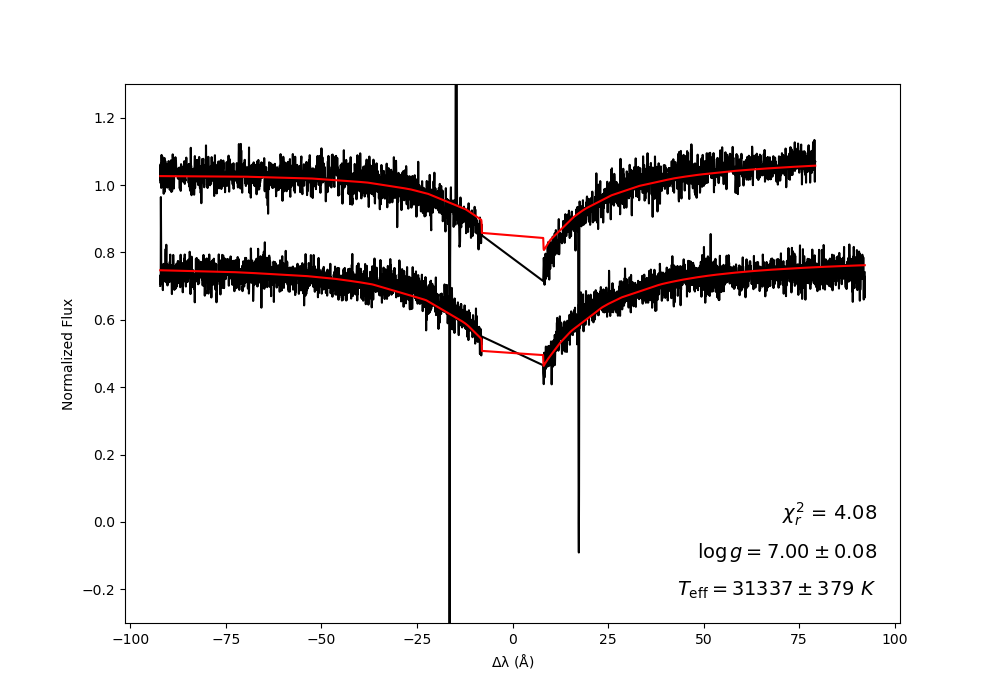 1.2
1.0
0.8
0.6
0.4
0.2
0.0
−0.2
Normalized Flux
χ²ᵣ = 4.08
log g = 7.00 ± 0.08
T_eff = 31337 ± 379 K
−100 −75 −50 −25 0 25 50 75 100
Δλ (Å)